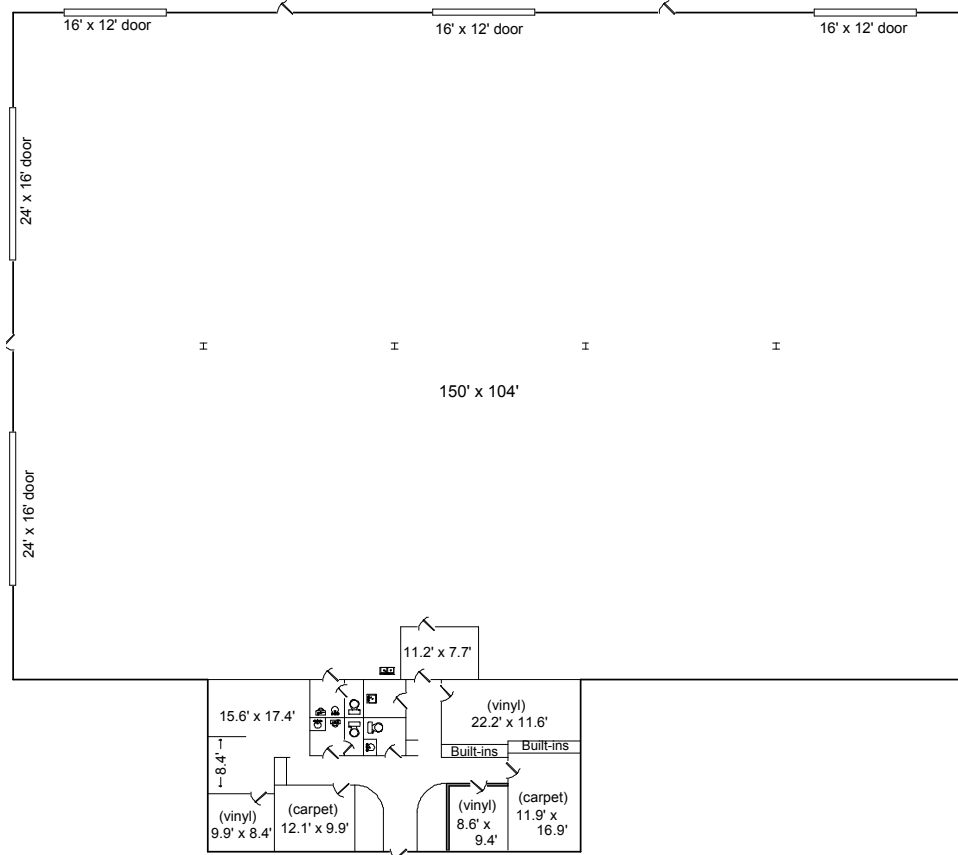 16' x 12' door
16' x 12' door
16' x 12' door
24' x 16' door
150' x 104'
24' x 16' door
11.2' x 7.7'
15.6' x 17.4'
(vinyl)
22.2' x 11.6'
Built-ins
Built-ins
8.4'
(vinyl)
9.9' x 8.4'
(carpet)
12.1' x 9.9'
(vinyl)
8.6' x
9.4'
(carpet)
11.9' x
16.9'